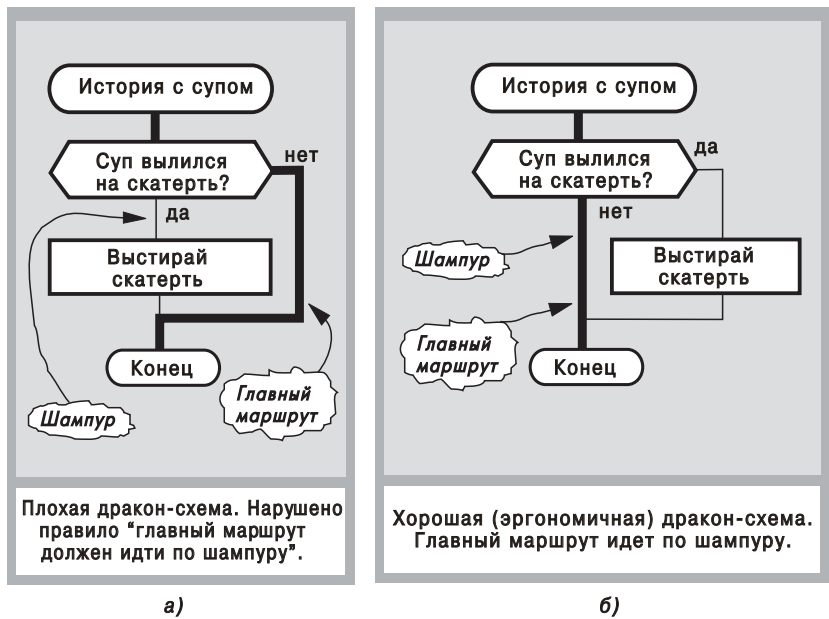 История с супом
Суп вылился
на скатерть?
нет
да
Выстирай
скатерть
Конец
Шампур
Главный
маршрут
Плохая дракон-схема. Нарушено
правило “главный маршрут
должен идти по шампуру”.
а)
История с супом
Суп вылился
на скатерть?
да
нет
Шампур
Выстирай
скатерть
Главный
маршрут
Конец
Хорошая (эргономичная) дракон-схема.
Главный маршрут идет по шампуру.
б)